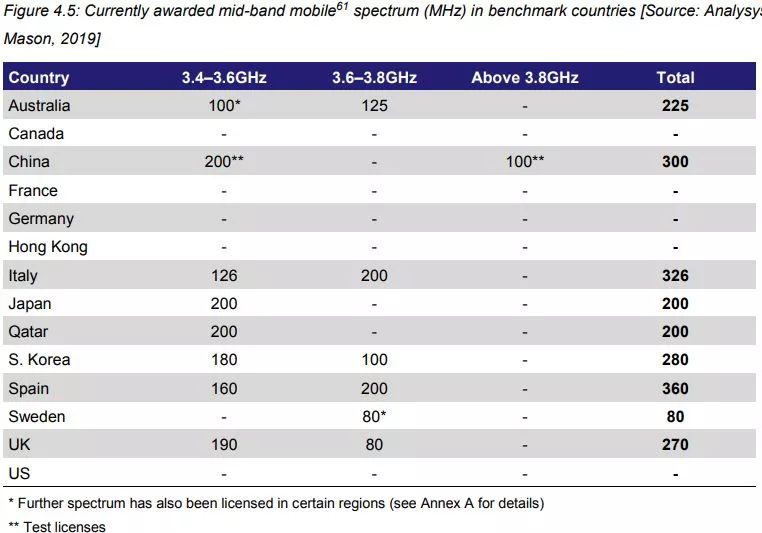 Figure 4.5: Currently awarded mid-band mobile61 spectrum (MHz) in benchmark countries [Source: Analysys
Mason, 2019]
Country 3.4–3.6GHz 3.6–3.8GHz Above 3.8GHz Total
Australia 100* 125 - 225
Canada - - - -
China 200** - 100** 300
France - - - -
Germany - - - -
Hong Kong - - - -
Italy 126 200 - 326
Japan 200 - - 200
Qatar 200 - - 200
S. Korea 180 100 - 280
Spain 160 200 - 360
Sweden - 80* - 80
UK 190 80 - 270
US - - - -
* Further spectrum has also been licensed in certain regions (see Annex A for details)
** Test licenses